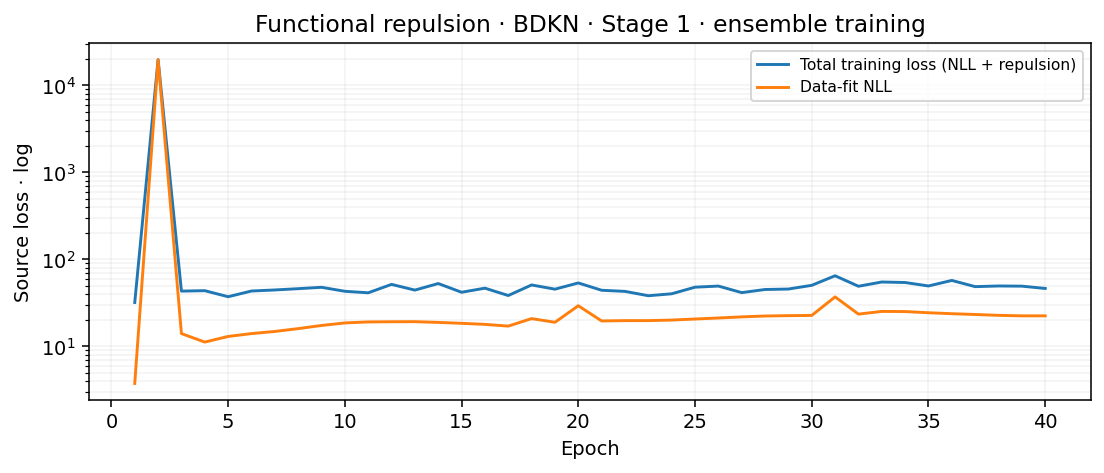 Functional repulsion · BDKN · Stage 1 · ensemble training
Total training loss (NLL + repulsion)
Data-fit NLL
Source loss · log
10⁴
10³
10²
10¹
0 5 10 15 20 25 30 35 40
Epoch